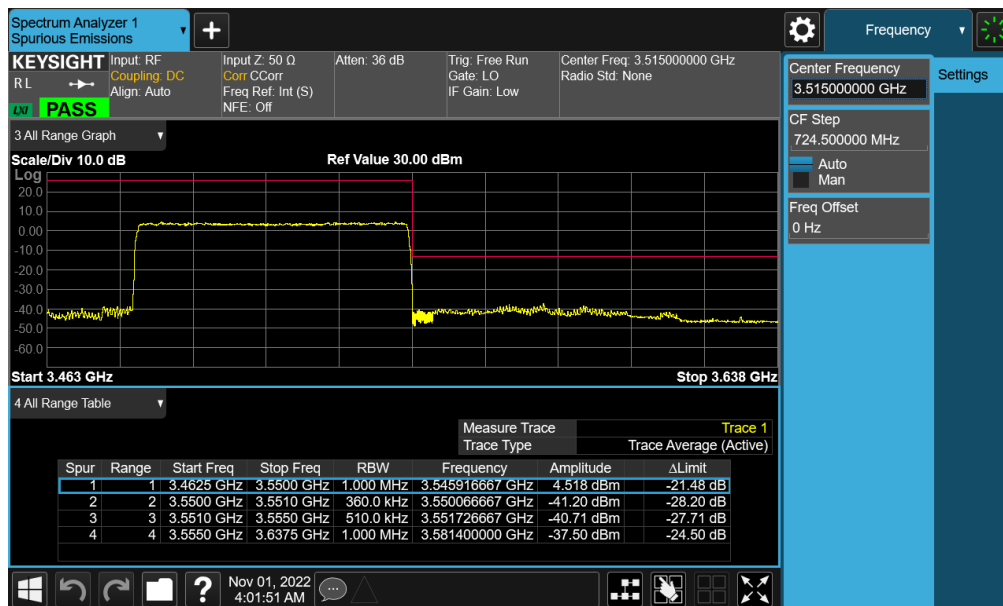 Spectrum Analyzer 1
Spurious Emissions
Frequency
KEYSIGHT Input: RF Input Z: 50 Ω Atten: 36 dB Trig: Free Run Center Freq: 3.515000000 GHz
RL Coupling: DC Corr CCorr Gate: LO Radio Std: None
Align: Auto Freq Ref: Int (S) IF Gain: Low
LXI PASS NFE: Off
Center Frequency
3.515000000 GHz
Settings
CF Step
724.500000 MHz
Auto
Man
Freq Offset
0 Hz
3 All Range Graph
Scale/Div 10.0 dB Ref Value 30.00 dBm
Log
20.0
10.0
0.00
-10.0
-20.0
-30.0
-40.0
-50.0
-60.0
Start 3.463 GHz Stop 3.638 GHz
4 All Range Table
Measure Trace Trace 1
Trace Type Trace Average (Active)
Spur Range Start Freq Stop Freq RBW Frequency Amplitude ΔLimit
1 1 3.4625 GHz 3.5500 GHz 1.000 MHz 3.545916667 GHz 4.518 dBm -21.48 dB
2 2 3.5500 GHz 3.5510 GHz 360.0 kHz 3.550066667 GHz -41.20 dBm -28.20 dB
3 3 3.5510 GHz 3.5550 GHz 510.0 kHz 3.551726667 GHz -40.71 dBm -27.71 dB
4 4 3.5550 GHz 3.6375 GHz 1.000 MHz 3.581400000 GHz -37.50 dBm -24.50 dB
? Nov 01, 2022
4:01:51 AM